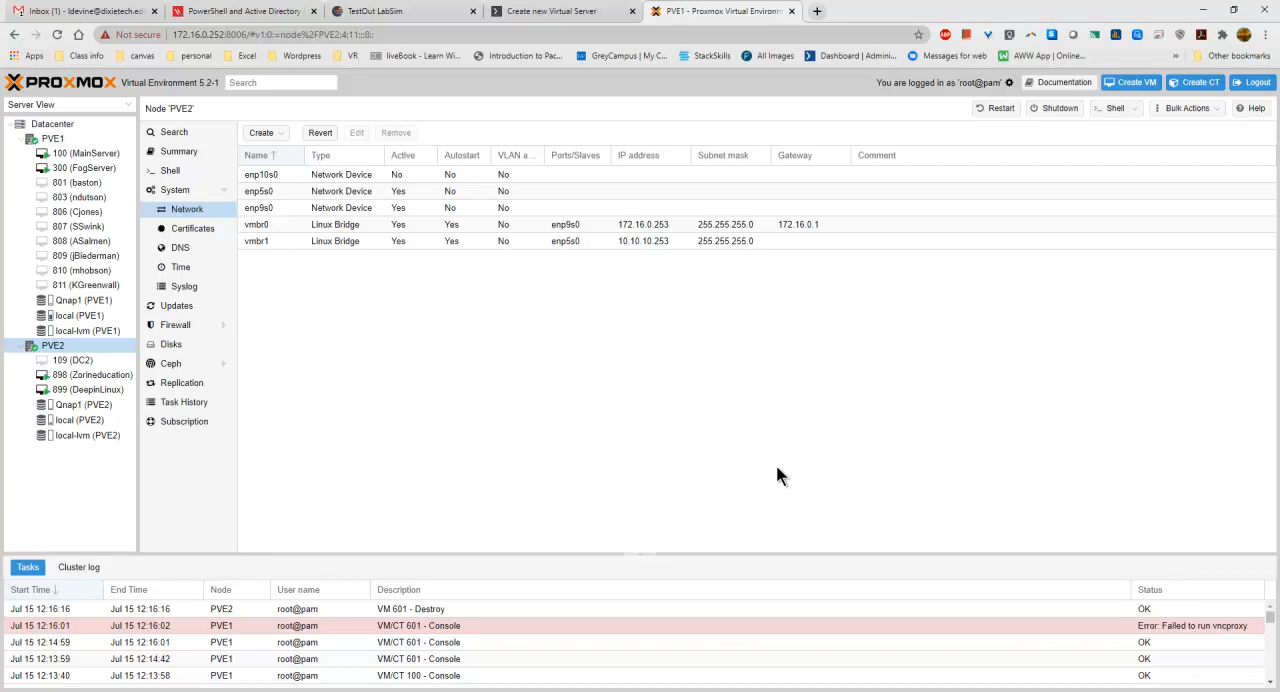 Inbox (1) - ldevine@dixietech.ed
PowerShell and Active Directory
TestOut LabSim
Create new Virtual Server
PVE1 - Proxmox Virtual Environm
Not secure
172.16.0.252:8006/#v1:0:=node%2FPVE2:4:11:::8::
Apps
Class info
canvas
personal
Excel
Wordpress
VR
liveBook - Learn Wi...
Introduction to Pac...
GreyCampus | My C...
StackSkills
All Images
Dashboard | Admini...
Messages for web
AWW App | Online...
»
Other bookmarks
PROXMOX Virtual Environment 5.2-1
Search
You are logged in as 'root@pam'
Documentation
Create VM
Create CT
Logout
Server View
Node 'PVE2'
Restart
Shutdown
Shell
Bulk Actions
Help
Datacenter
PVE1
100 (MainServer)
300 (FogServer)
801 (baston)
803 (ndutson)
806 (Cjones)
807 (SSwink)
808 (ASalmen)
809 (jBiederman)
810 (mhobson)
811 (KGreenwall)
Qnap1 (PVE1)
local (PVE1)
local-lvm (PVE1)
PVE2
109 (DC2)
898 (Zorineducation)
899 (DeepinLinux)
Qnap1 (PVE2)
local (PVE2)
local-lvm (PVE2)
Search
Summary
Shell
System
Network
Certificates
DNS
Time
Syslog
Updates
Firewall
Disks
Ceph
Replication
Task History
Subscription
Create
Revert
Edit
Remove
Name ↑ Type Active Autostart VLAN a... Ports/Slaves IP address Subnet mask Gateway Comment
enp10s0 Network Device No No No
enp5s0 Network Device Yes No No
enp9s0 Network Device Yes No No
vmbr0 Linux Bridge Yes Yes No enp9s0 172.16.0.253 255.255.255.0 172.16.0.1
vmbr1 Linux Bridge Yes Yes No enp5s0 10.10.10.253 255.255.255.0
Tasks
Cluster log
Start Time ↓ End Time Node User name Description Status
Jul 15 12:16:16 Jul 15 12:16:16 PVE2 root@pam VM 601 - Destroy OK
Jul 15 12:16:01 Jul 15 12:16:02 PVE1 root@pam VM/CT 601 - Console Error: Failed to run vncproxy.
Jul 15 12:14:59 Jul 15 12:16:01 PVE1 root@pam VM/CT 601 - Console OK
Jul 15 12:13:59 Jul 15 12:14:42 PVE1 root@pam VM/CT 601 - Console OK
Jul 15 12:13:40 Jul 15 12:13:58 PVE1 root@pam VM/CT 100 - Console OK